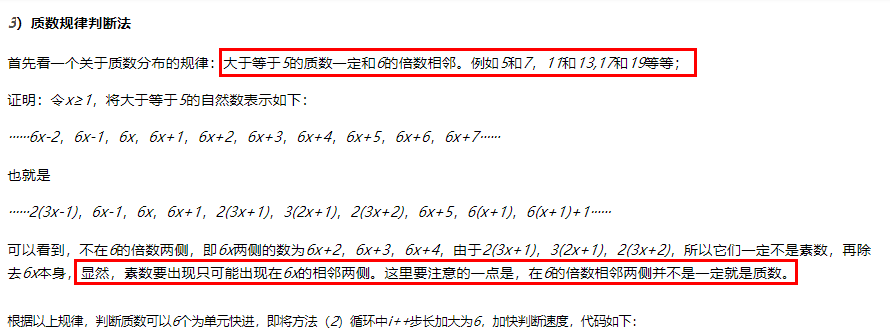 3）质数规律判断法
首先看一个关于质数分布的规律：大于等于5的质数一定和6的倍数相邻。例如5和7，11和13,17和19等等；
证明：令x≥1，将大于等于5的自然数表示如下：
······6x-2，6x-1，6x，6x+1，6x+2，6x+3，6x+4，6x+5，6x+6，6x+7······
也就是
······2(3x-1)，6x-1，6x，6x+1，2(3x+1)，3(2x+1)，2(3x+2)，6x+5，6(x+1)，6(x+1)+1······
可以看到，不在6的倍数两侧，即6x两侧的数为6x+2，6x+3，6x+4，由于2(3x+1)，3(2x+1)，2(3x+2)，所以它们一定不是素数，再除
去6x本身，显然，素数要出现只可能出现在6x的相邻两侧。这里要注意的一点是，在6的倍数相邻两侧并不是一定就是质数。
根据以上规律，判断质数可以6个为单元快进，即将方法（2）循环中i++步长加大为6，加快判断速度，代码如下：